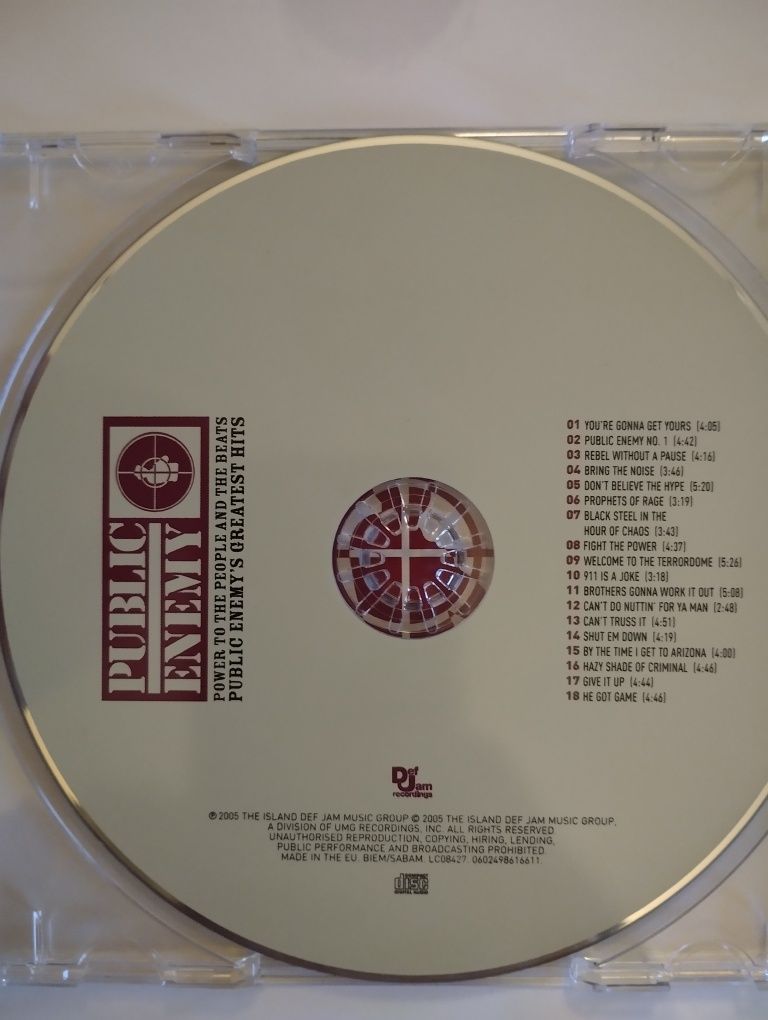 PUBLIC
ENEMY
POWER TO THE PEOPLE AND THE BEATS
PUBLIC ENEMY'S GREATEST HITS
01 YOU'RE GONNA GET YOURS (4:05)
02 PUBLIC ENEMY NO. 1 (4:42)
03 REBEL WITHOUT A PAUSE (4:16)
04 BRING THE NOISE (3:46)
05 DON'T BELIEVE THE HYPE (5:20)
06 PROPHETS OF RAGE (3:19)
07 BLACK STEEL IN THE
HOUR OF CHAOS (3:43)
08 FIGHT THE POWER (4:37)
09 WELCOME TO THE TERRORDOME (5:26)
10 911 IS A JOKE (3:18)
11 BROTHERS GONNA WORK IT OUT (5:08)
12 CAN'T DO NUTTIN' FOR YA MAN (2:48)
13 CAN'T TRUSS IT (4:51)
14 SHUT EM DOWN (4:19)
15 BY THE TIME I GET TO ARIZONA (4:00)
16 HAZY SHADE OF CRIMINAL (4:46)
17 GIVE IT UP (4:44)
18 HE GOT GAME (4:46)
Def
Jam
recordings
℗ 2005 THE ISLAND DEF JAM MUSIC GROUP © 2005 THE ISLAND DEF JAM MUSIC GROUP,
A DIVISION OF UMG RECORDINGS, INC. ALL RIGHTS RESERVED.
UNAUTHORISED REPRODUCTION, COPYING, HIRING, LENDING,
PUBLIC PERFORMANCE AND BROADCASTING PROHIBITED.
MADE IN THE EU. BIEM/SABAM. LC08427. 0602498616611.
COMPACT
disc
DIGITAL AUDIO